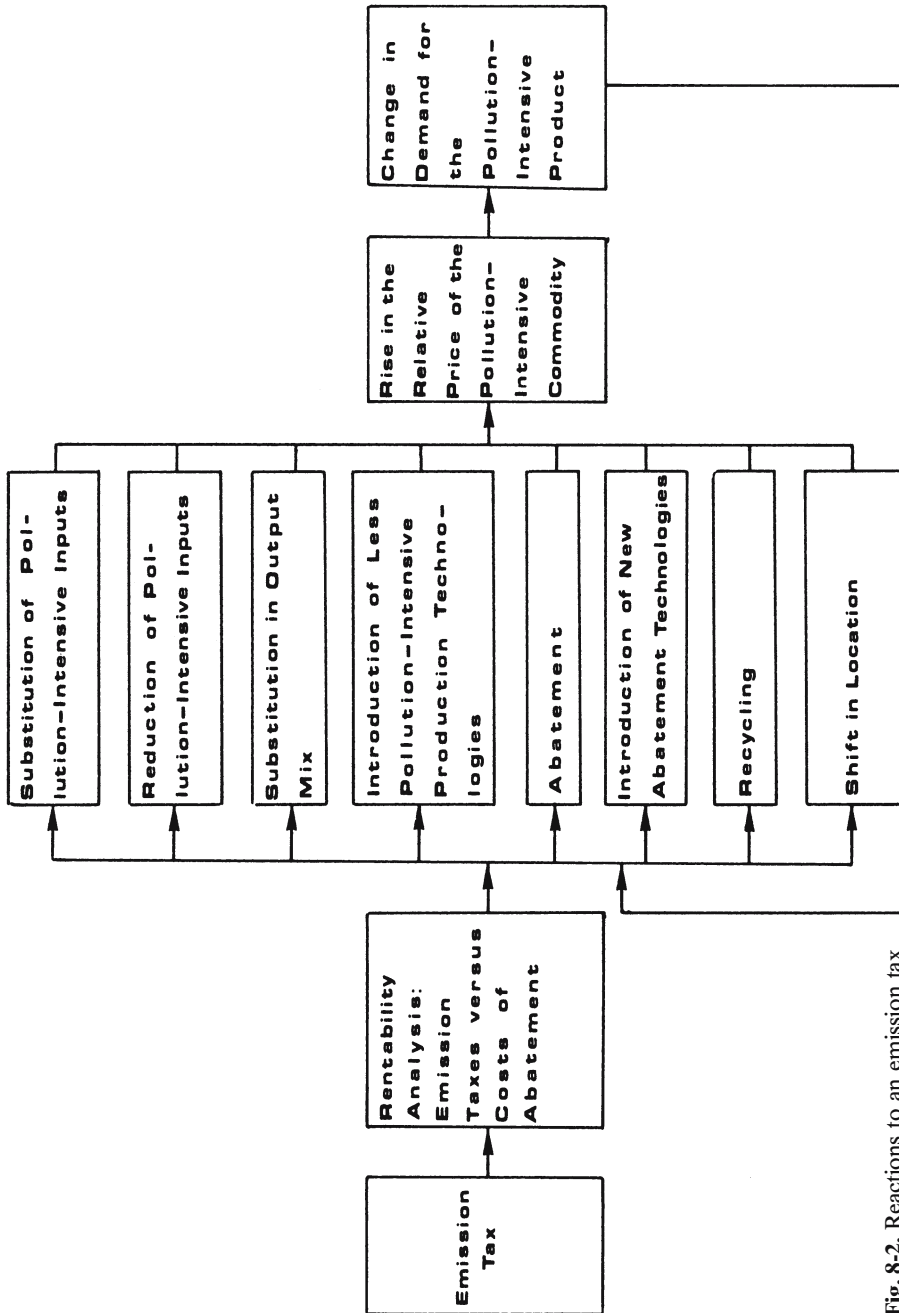 Emission
Tax
Rentability
Analysis:
Emission
Taxes versus
Costs of
Abatement
Substitution of Pol-
lution-Intensive Inputs
Reduction of Pol-
lution-Intensive Inputs
Substitution in Output
Mix
Introduction of Less
Pollution-Intensive
Production Techno-
logies
Abatement
Introduction of New
Abatement Technologies
Recycling
Shift in Location
Rise in the
Relative
Price of the
Pollution-
Intensive
Commodity
Change in
Demand for
the
Pollution-
Intensive
Product
Fig. 8-2. Reactions to an emission tax